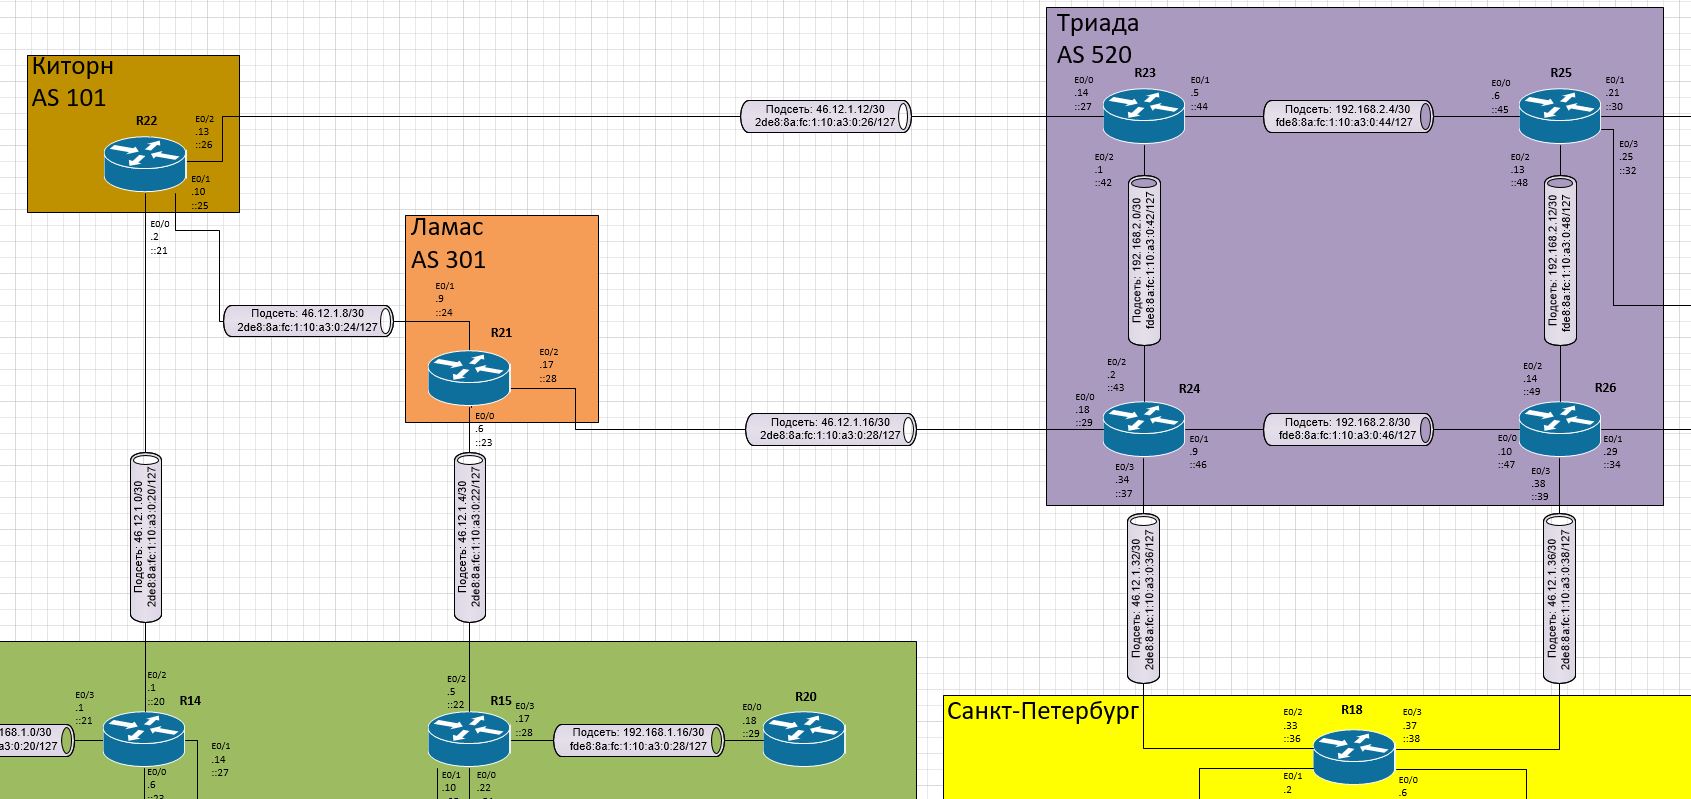 Киторн
AS 101
R22
E0/2
.13
::26
E0/1
.10
::25
E0/0
.2
::21
Подсеть: 46.12.1.12/30
2de8:8a:fc:1:10:a3:0:26/127
Подсеть: 46.12.1.8/30
2de8:8a:fc:1:10:a3:0:24/127
Ламас
AS 301
E0/1
.9
::24
R21
E0/2
.17
::28
E0/0
.6
::23
Подсеть: 46.12.1.16/30
2de8:8a:fc:1:10:a3:0:28/127
Подсеть: 46.12.1.0/30
2de8:8a:fc:1:10:a3:0:20/127
Подсеть: 46.12.1.4/30
2de8:8a:fc:1:10:a3:0:22/127
Триада
AS 520
R23
E0/0
.14
::27
E0/1
.5
::44
Подсеть: 192.168.2.4/30
fde8:8a:fc:1:10:a3:0:44/127
R25
E0/0
.6
::45
E0/1
.21
::30
E0/3
.25
::32
E0/2
.1
::42
E0/2
.13
::48
Подсеть: 192.168.2.0/30
fde8:8a:fc:1:10:a3:0:42/127
Подсеть: 192.168.2.12/30
fde8:8a:fc:1:10:a3:0:48/127
E0/2
.2
::43
R24
E0/0
.18
::29
E0/1
.9
::46
E0/3
.34
::37
Подсеть: 192.168.2.8/30
fde8:8a:fc:1:10:a3:0:46/127
E0/2
.14
::49
R26
E0/0
.10
::47
E0/1
.29
::34
E0/3
.38
::39
Подсеть: 46.12.1.32/30
2de8:8a:fc:1:10:a3:0:36/127
Подсеть: 46.12.1.36/30
2de8:8a:fc:1:10:a3:0:38/127
E0/3
.1
::21
E0/2
.1
::20
R14
168.1.0/30
a3:0:20/127
E0/1
.14
::27
E0/0
.6
E0/2
.5
::22
R15
E0/3
.17
::28
Подсеть: 192.168.1.16/30
fde8:8a:fc:1:10:a3:0:28/127
E0/0
.18
::29
R20
E0/1
.10
E0/0
.22
Санкт-Петербург
E0/2
.33
::36
R18
E0/3
.37
::38
E0/1
.2
E0/0
.6